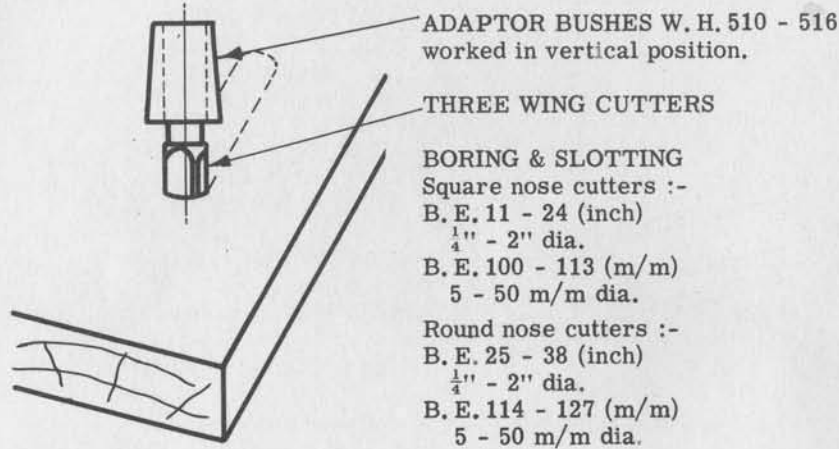 ADAPTOR BUSHES W. H. 510 - 516
worked in vertical position.
THREE WING CUTTERS
BORING & SLOTTING
Square nose cutters :-
B. E. 11 - 24 (inch)
¼" - 2" dia.
B. E. 100 - 113 (m/m)
5 - 50 m/m dia.
Round nose cutters :-
B. E. 25 - 38 (inch)
¼" - 2" dia.
B. E. 114 - 127 (m/m)
5 - 50 m/m dia.